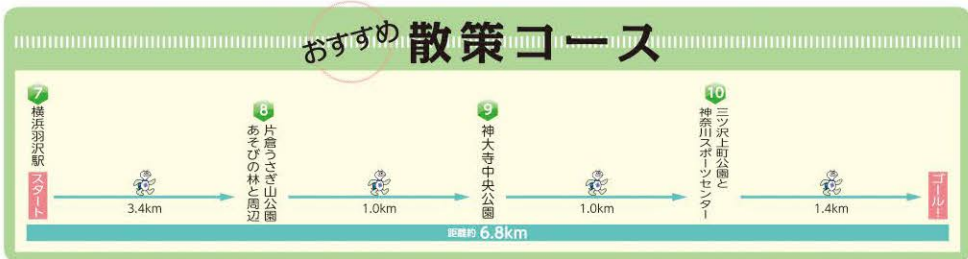 おすすめ 散策コース
7
横浜羽沢駅
スタート
3.4km
8
片倉うさぎ山公園
あそびの林と周辺
1.0km
9
神大寺中央公園
1.0km
10
三ツ沢上町公園と
神奈川スポーツセンター
1.4km
ゴール!
距離約 6.8km